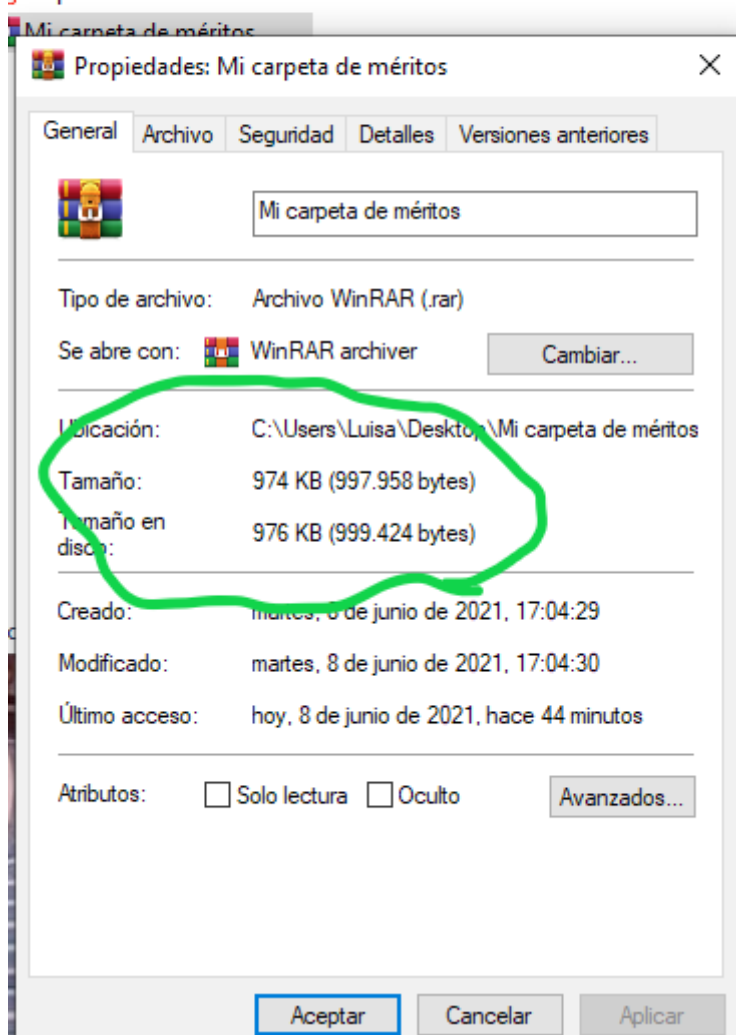 Mi carpeta de méritos
Propiedades: Mi carpeta de méritos
General Archivo Seguridad Detalles Versiones anteriores
Mi carpeta de méritos
Tipo de archivo: Archivo WinRAR (.rar)
Se abre con: WinRAR archiver Cambiar...
Ubicación: C:\Users\Luisa\Desktop\Mi carpeta de méritos
Tamaño: 974 KB (997.958 bytes)
Tamaño en
disco: 976 KB (999.424 bytes)
Creado: martes, 8 de junio de 2021, 17:04:29
Modificado: martes, 8 de junio de 2021, 17:04:30
Último acceso: hoy, 8 de junio de 2021, hace 44 minutos
Atributos: Solo lectura Oculto Avanzados...
Aceptar Cancelar Aplicar